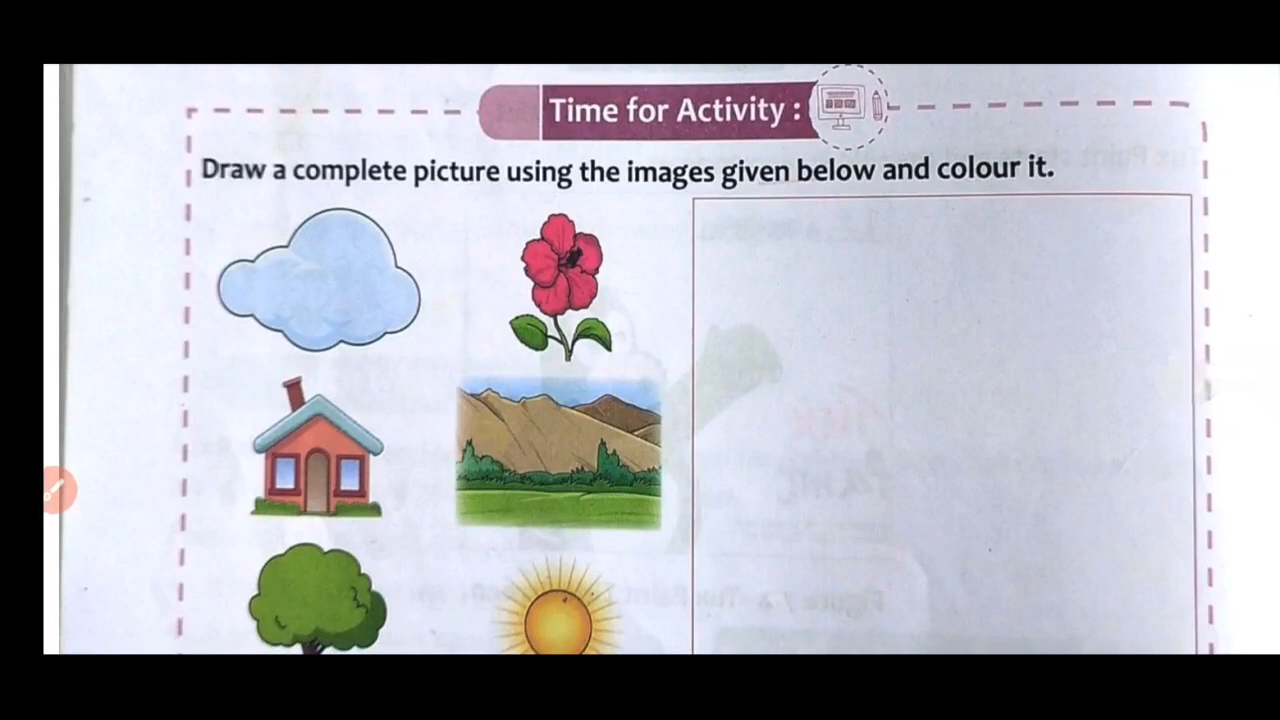 Time for Activity :
Draw a complete picture using the images given below and colour it.